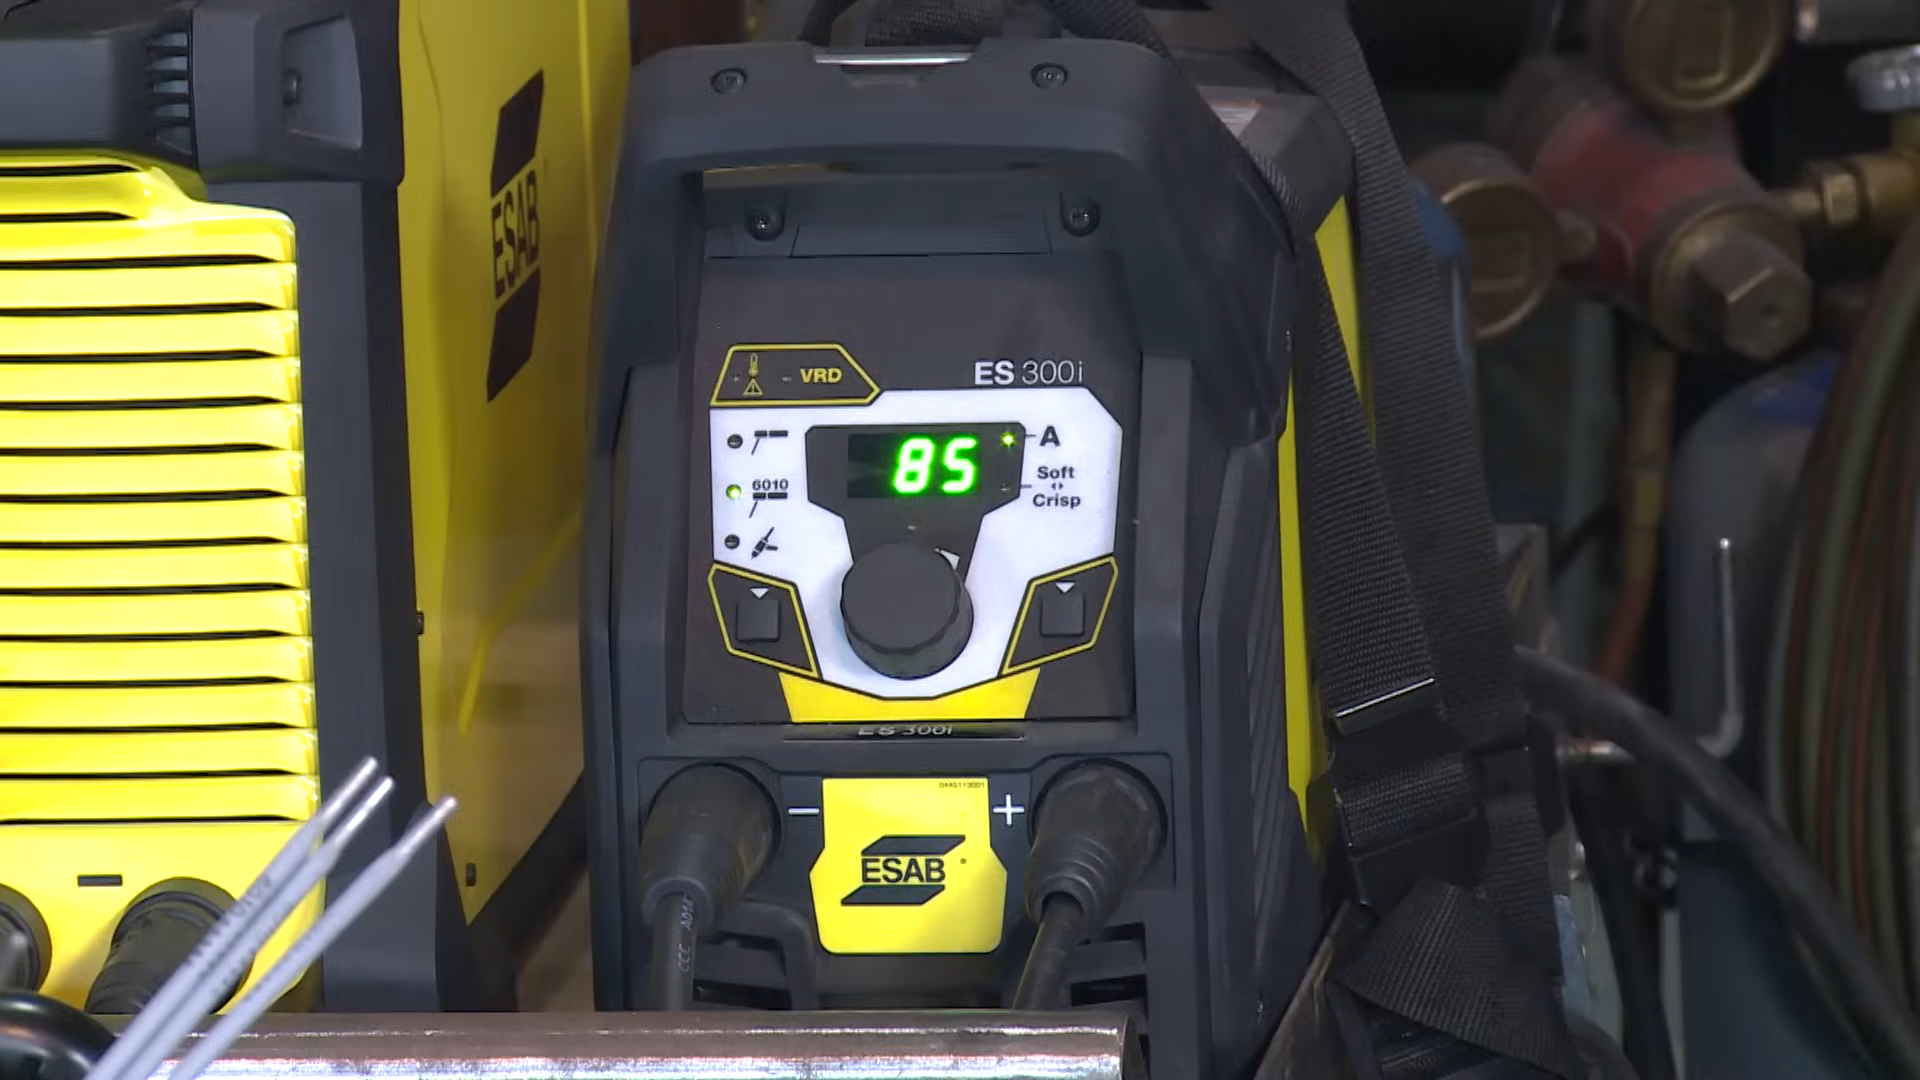 ESAB
VRD
ES 300i
85
A
6010
Soft
Crisp
ES 300i
−
+
ESAB